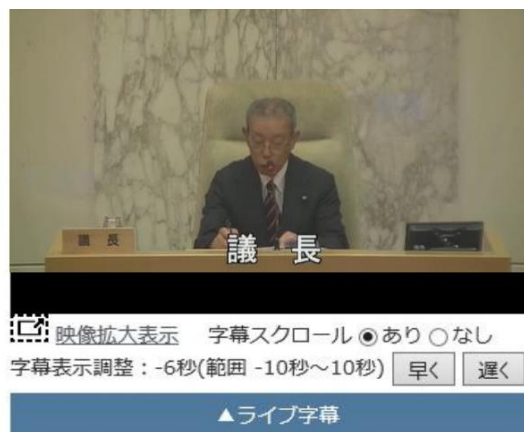 議 長
議 長
映像拡大表示 字幕スクロール ◉あり ○なし
字幕表示調整：-6秒(範囲 -10秒～10秒) 早く 遅く
▲ライブ字幕